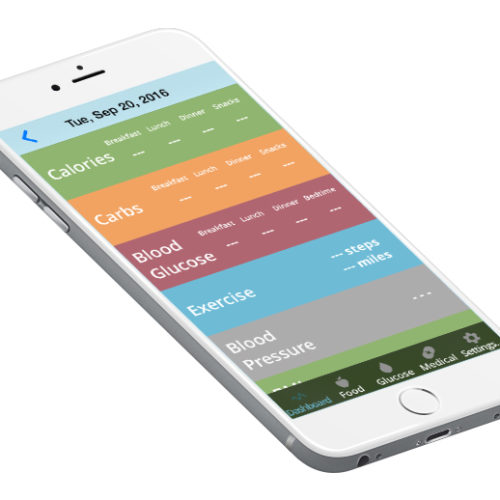 Tue, Sep 20, 2016
Breakfast Lunch Dinner Snacks
Calories --- --- --- ---
Breakfast Lunch Dinner Snacks
Carbs --- --- --- ---
Breakfast Lunch Dinner Bedtime
Blood
Glucose --- --- --- ---
Exercise
--- steps
--- miles
Blood
Pressure
---
BMI
Dashboard Food Glucose Medical Settings